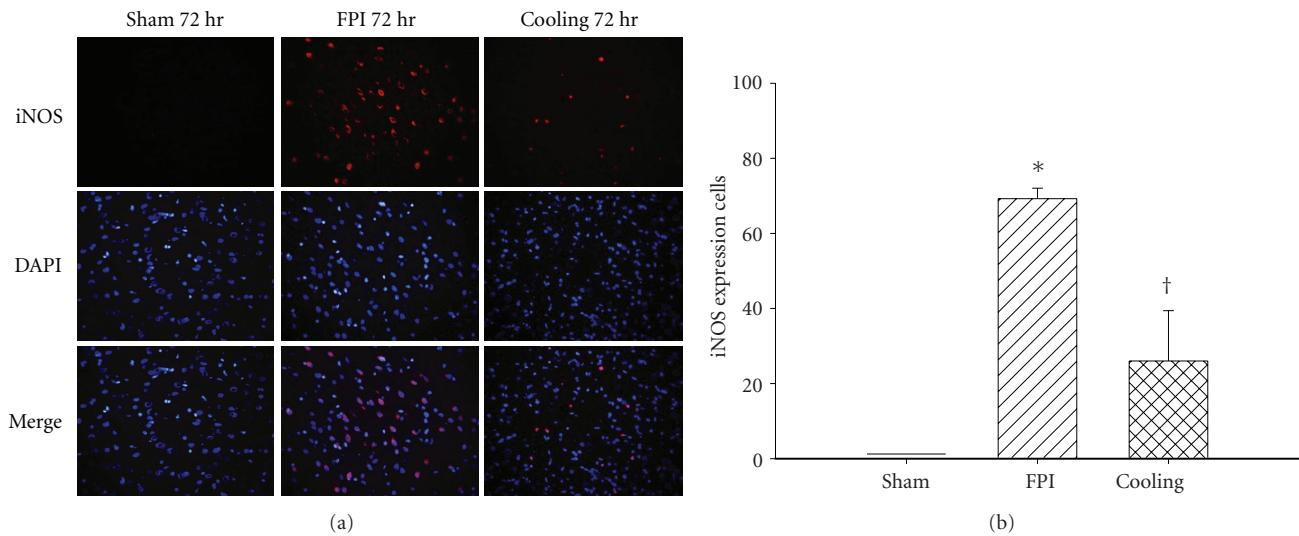 Sham 72 hr FPI 72 hr Cooling 72 hr
iNOS
DAPI
Merge
(a)
iNOS expression cells
100
80
60
40
20
0
*
†
Sham FPI Cooling
(b)